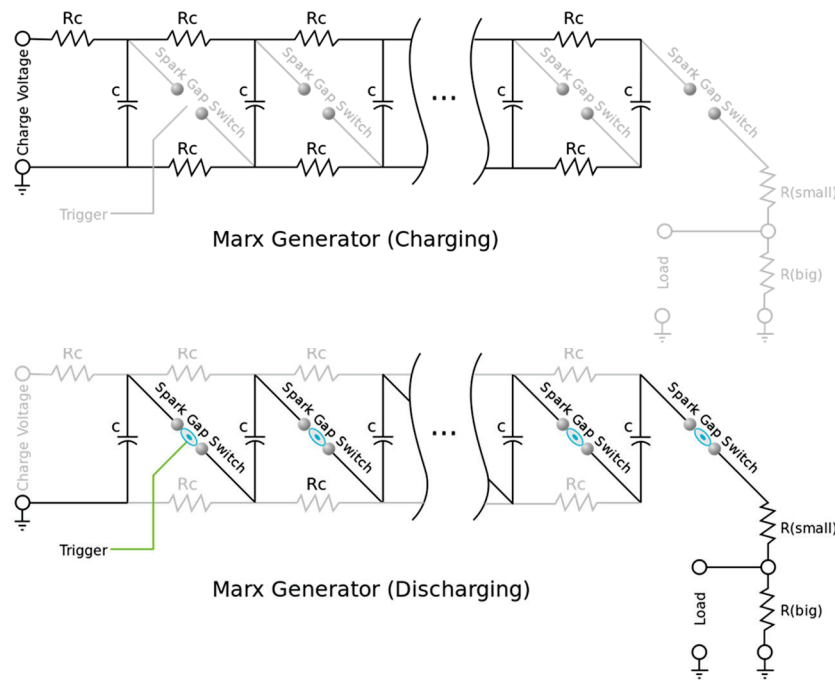 Rc Rc Rc Rc
Charge Voltage
C C C C C
Spark Gap Switch
Spark Gap Switch
...
Spark Gap Switch
Spark Gap Switch
Rc Rc Rc
Trigger
R(small)
Marx Generator (Charging)
Load
R(big)
Rc Rc Rc Rc
Charge Voltage
C C C C C
Spark Gap Switch
Spark Gap Switch
...
Spark Gap Switch
Spark Gap Switch
Rc Rc Rc
Trigger
R(small)
Marx Generator (Discharging)
Load
R(big)